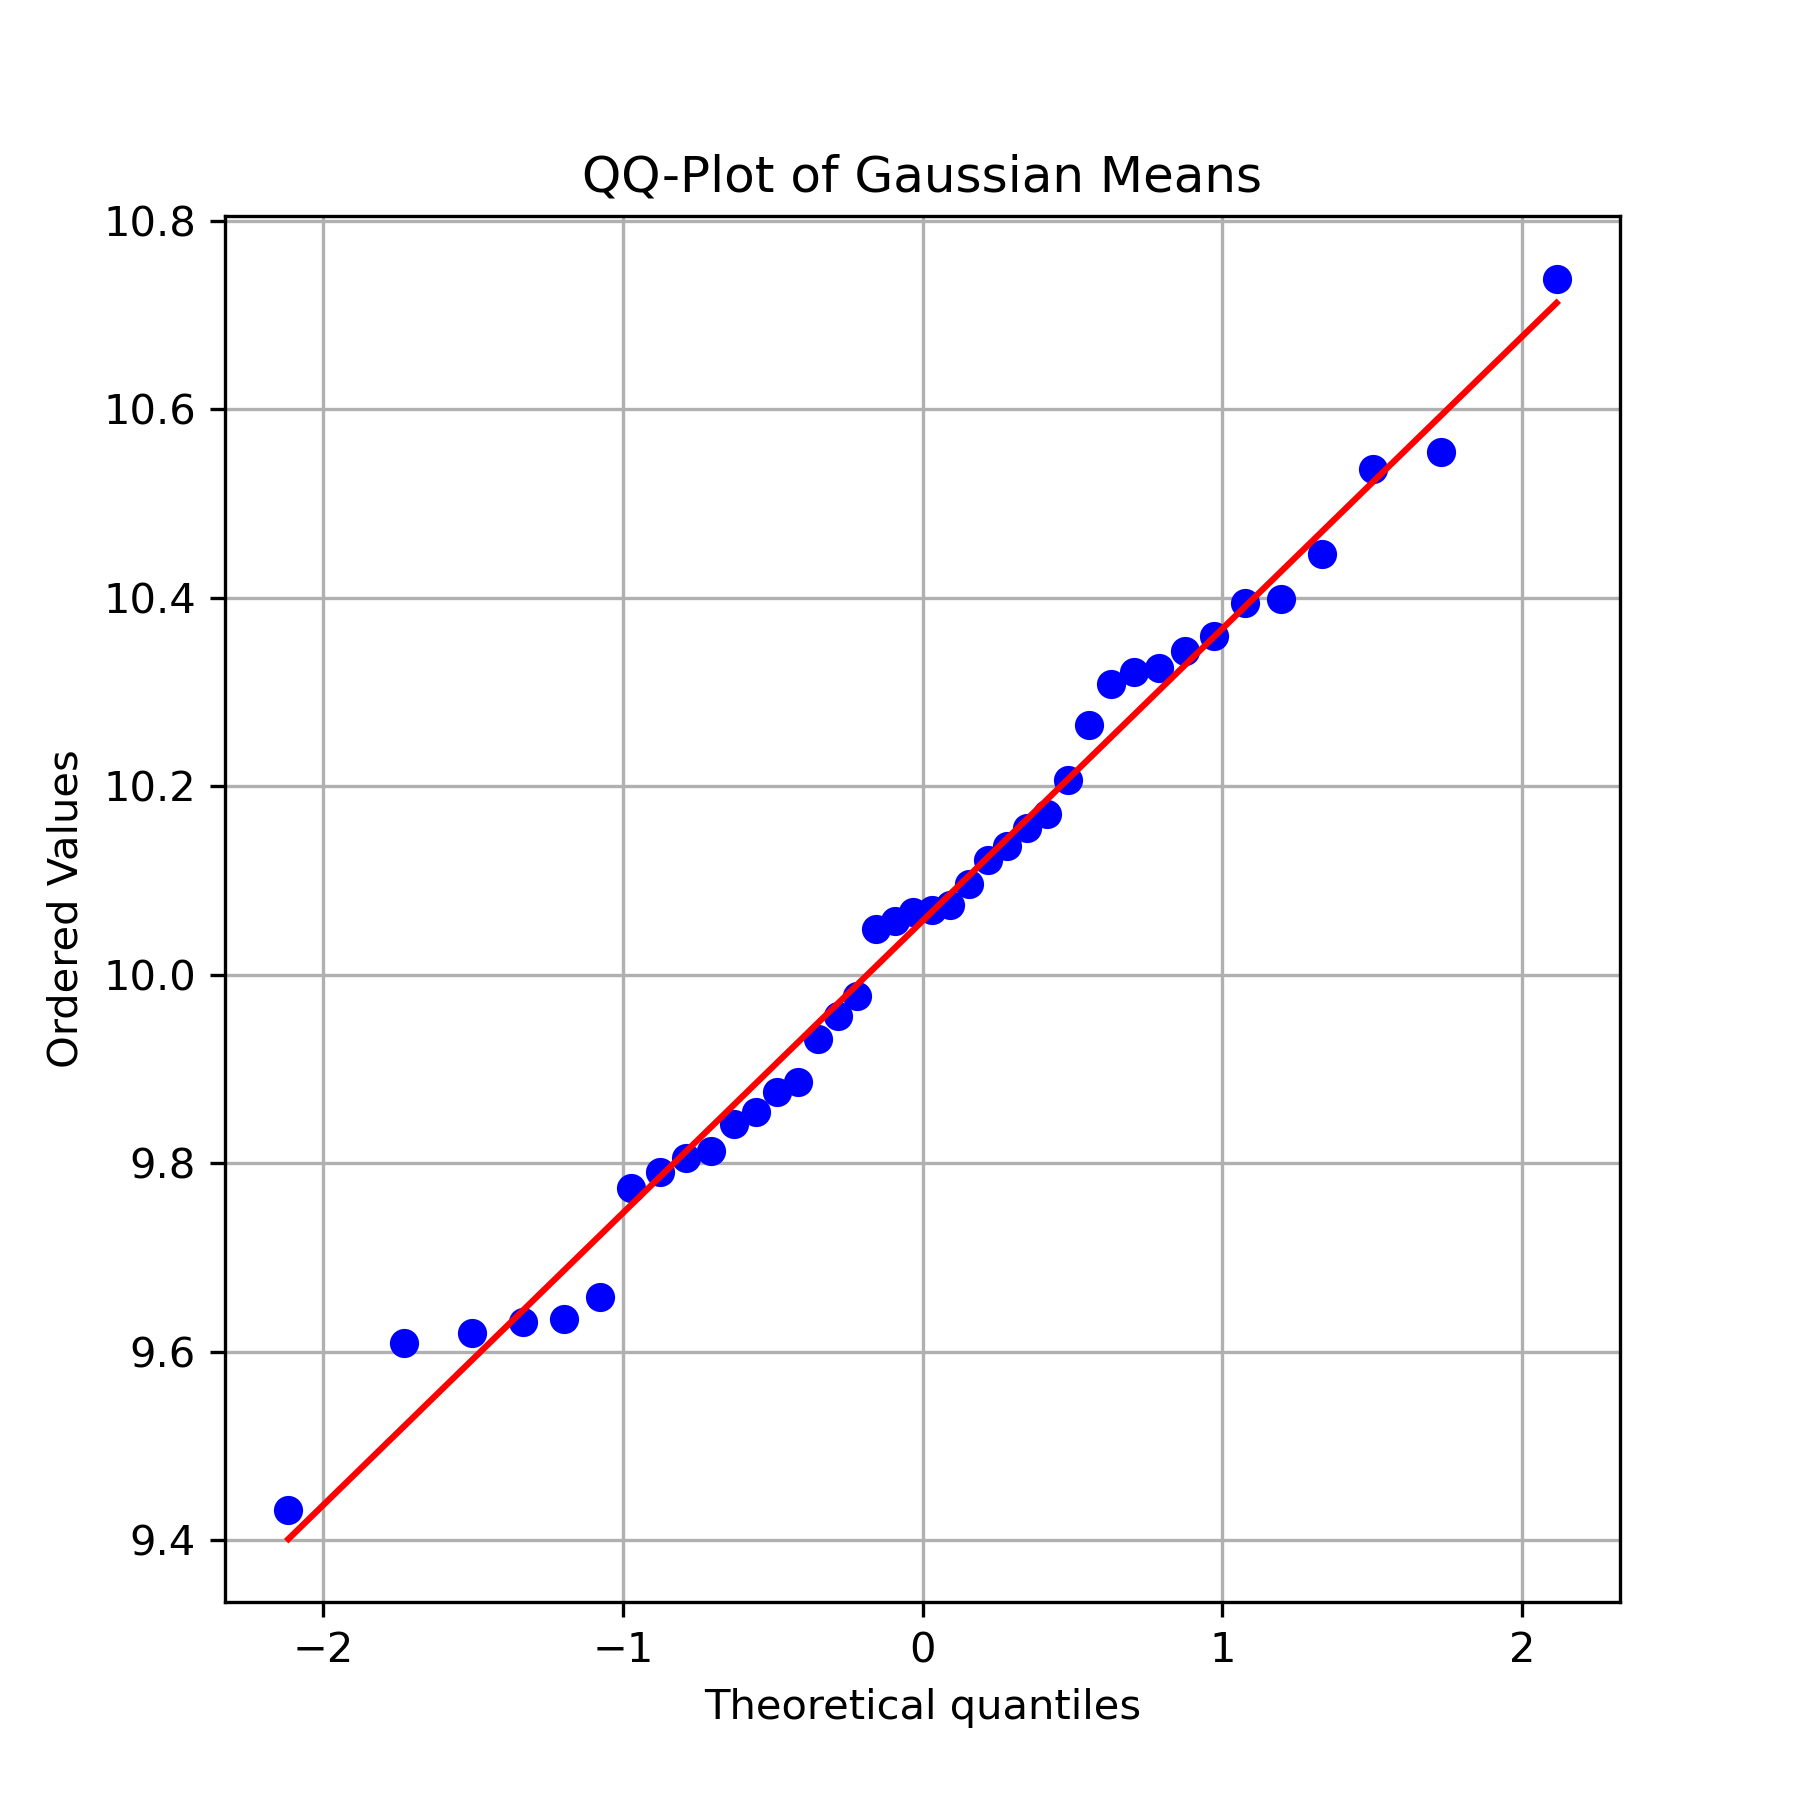 QQ-Plot of Gaussian Means
10.8
10.6
10.4
10.2
10.0
9.8
9.6
9.4
Ordered Values
−2 −1 0 1 2
Theoretical quantiles